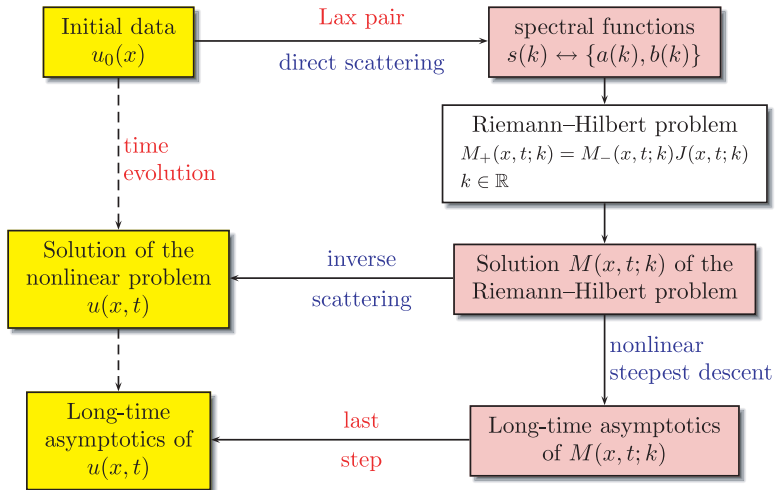 Initial data
u₀(x)
Lax pair
direct scattering
spectral functions
s(k) ↔ {a(k), b(k)}
Riemann–Hilbert problem
M₊(x, t; k) = M₋(x, t; k)J(x, t; k)
k ∈ ℝ
time
evolution
Solution of the
nonlinear problem
u(x, t)
inverse
scattering
Solution M(x, t; k) of the
Riemann–Hilbert problem
nonlinear
steepest descent
Long-time
asymptotics of
u(x, t)
last
step
Long-time asymptotics
of M(x, t; k)